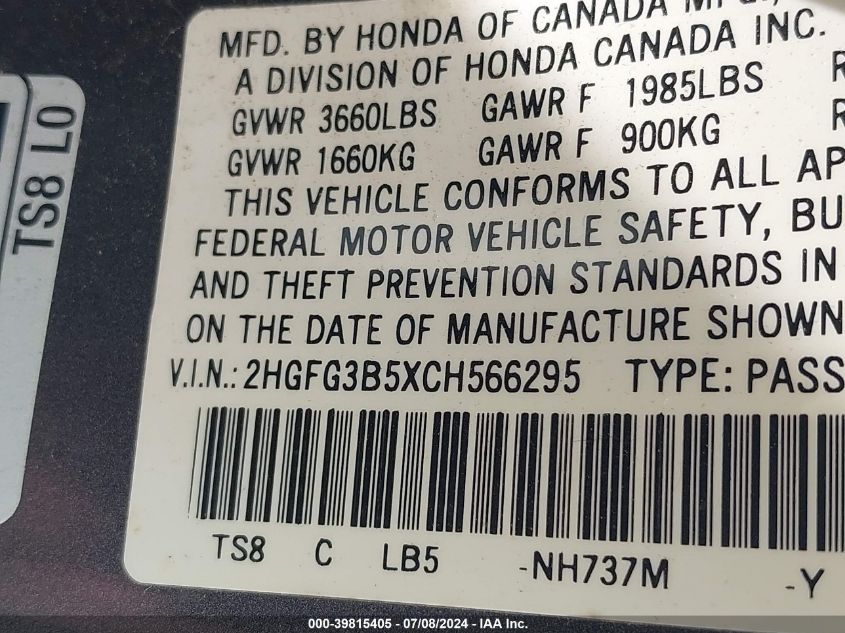 MFD. BY HONDA OF CANADA
A DIVISION OF HONDA CANADA INC.
GVWR 3660LBS GAWR F 1985LBS R
GVWR 1660KG GAWR F 900KG R
THIS VEHICLE CONFORMS TO ALL AP
FEDERAL MOTOR VEHICLE SAFETY, BU
AND THEFT PREVENTION STANDARDS IN
ON THE DATE OF MANUFACTURE SHOWN
V.I.N.: 2HGFG3B5XCH566295 TYPE: PASS
TS8 C LB5 -NH737M -Y
TS8 L0
000-39815405 - 07/08/2024 - IAA Inc.